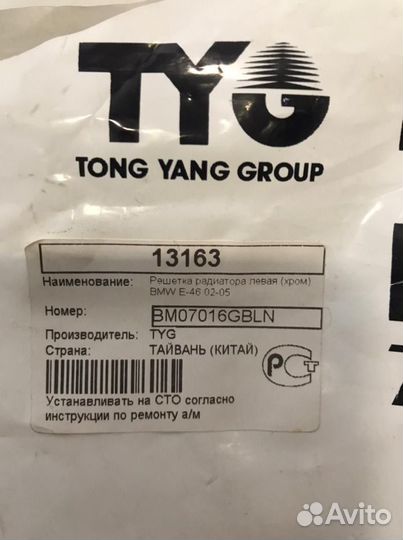 TYG
TONG YANG GROUP
13163
Наименование: Решетка радиатора левая (хром)
BMW E-46 02-05
Номер: BM07016GBLN
Производитель: TYG
Страна: ТАЙВАНЬ (КИТАЙ)
РСТ
Устанавливать на СТО согласно
инструкции по ремонту а/м
Avito